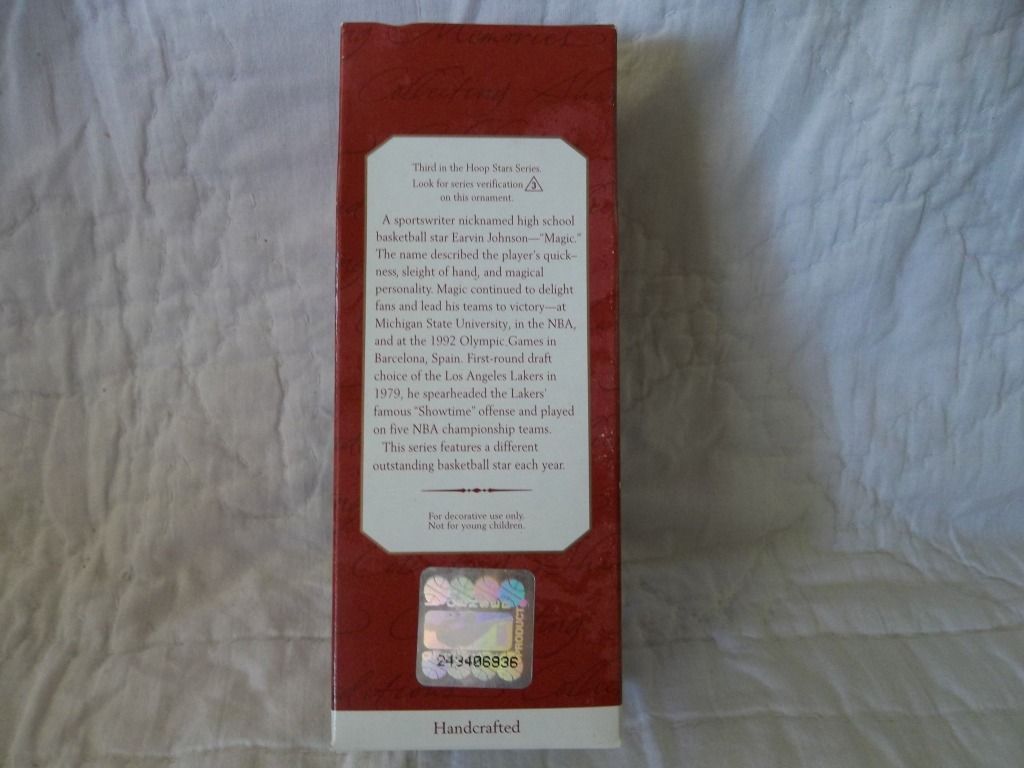 Memories
Collecting
Third in the Hoop Stars Series.
Look for series verification 3
on this ornament.
A sportswriter nicknamed high school
basketball star Earvin Johnson—"Magic."
The name described the player's quick–
ness, sleight of hand, and magical
personality. Magic continued to delight
fans and lead his teams to victory—at
Michigan State University, in the NBA,
and at the 1992 Olympic Games in
Barcelona, Spain. First-round draft
choice of the Los Angeles Lakers in
1979, he spearheaded the Lakers'
famous "Showtime" offense and played
on five NBA championship teams.
This series features a different
outstanding basketball star each year.
For decorative use only.
Not for young children.
PRODUCT
243406936
Handcrafted